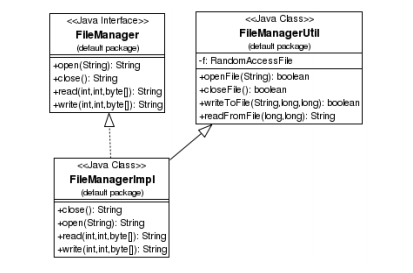 <<Java Interface>>
FileManager
(default package)
+open(String): String
+close(): String
+read(int,int,byte[]): String
+write(int,int,byte[]): String
<<Java Class>>
FileManagerUtil
(default package)
-f: RandomAccessFile
+openFile(String): boolean
+closeFile(): boolean
+writeToFile(String,long,long): boolean
+readFromFile(long,long): String
<<Java Class>>
FileManagerImpl
(default package)
+close(): String
+open(String): String
+read(int,int,byte[]): String
+write(int,int,byte[]): String